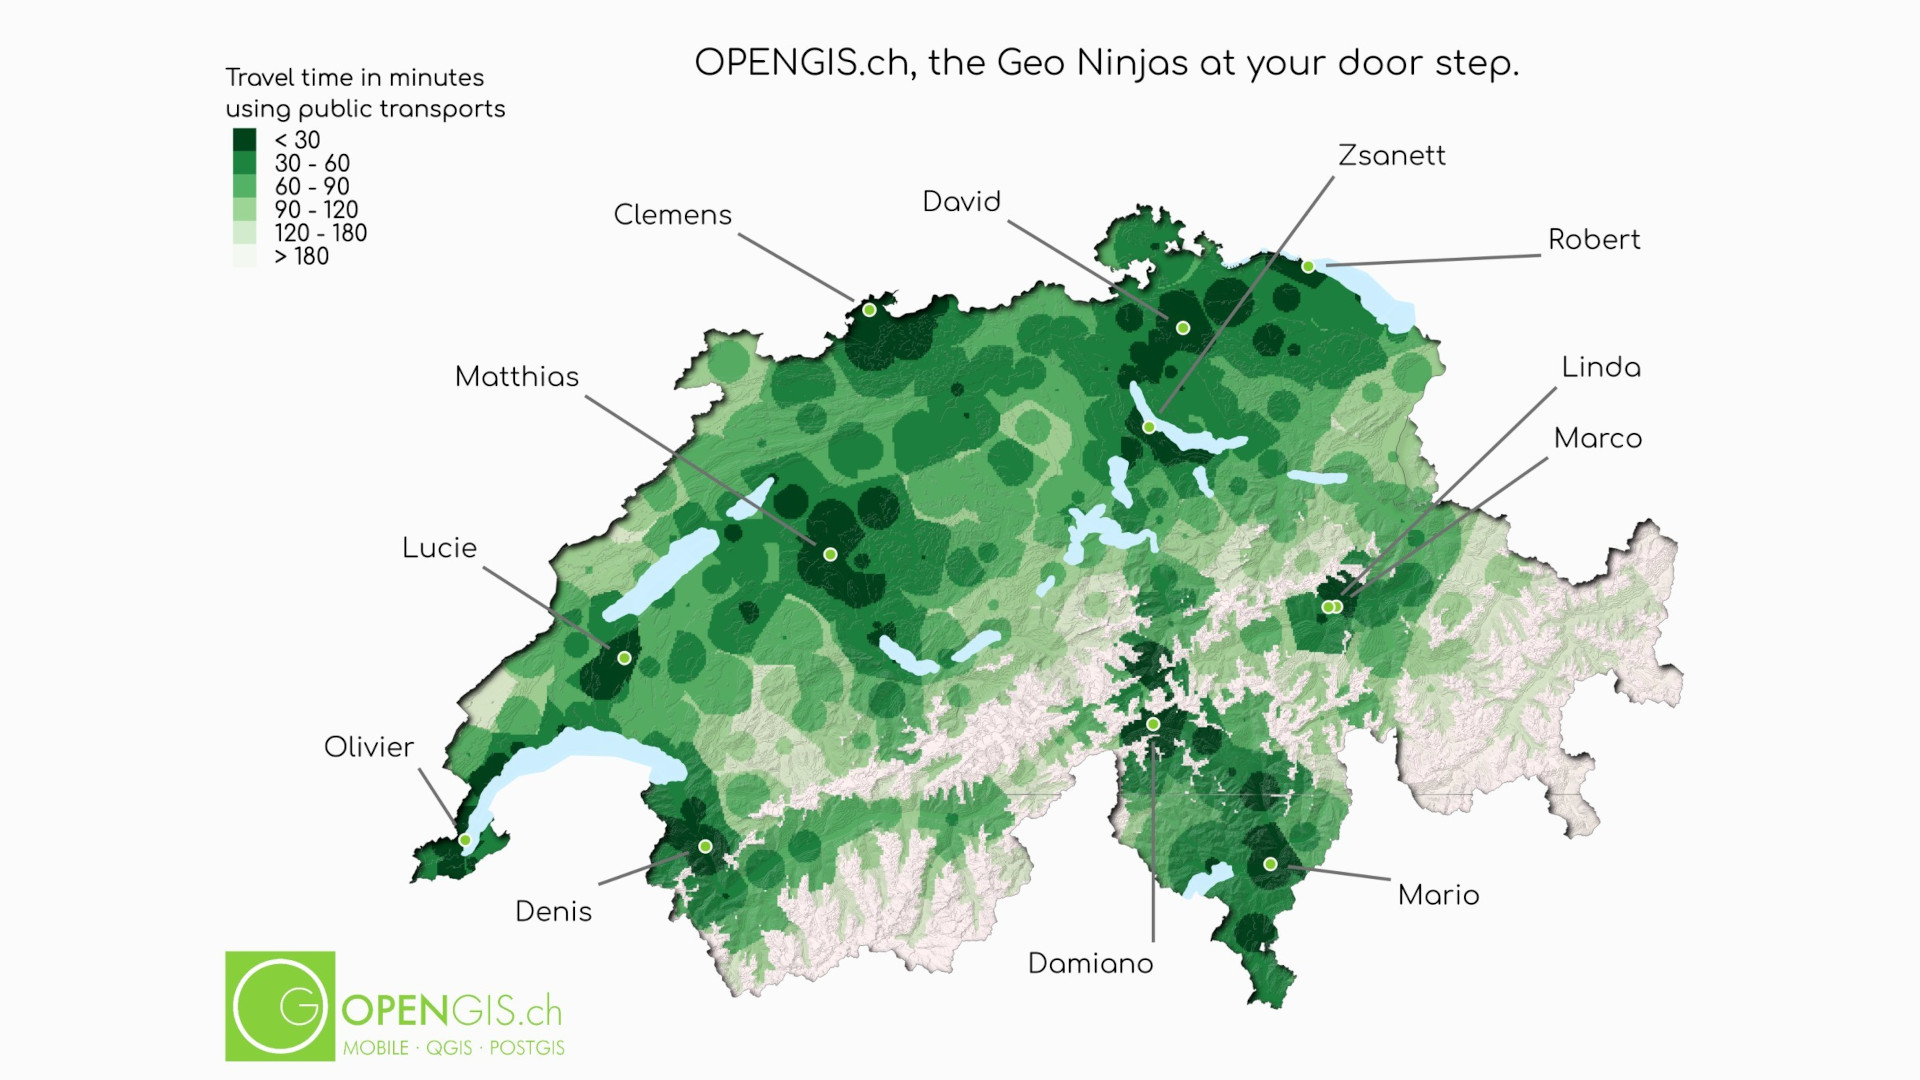 OPENGIS.ch, the Geo Ninjas at your door step.
Travel time in minutes
using public transports
< 30
30 - 60
60 - 90
90 - 120
120 - 180
> 180
Zsanett
David
Clemens
Robert
Linda
Matthias
Marco
Lucie
Olivier
Denis
Mario
Damiano
G
OPENGIS.ch
MOBILE · QGIS · POSTGIS